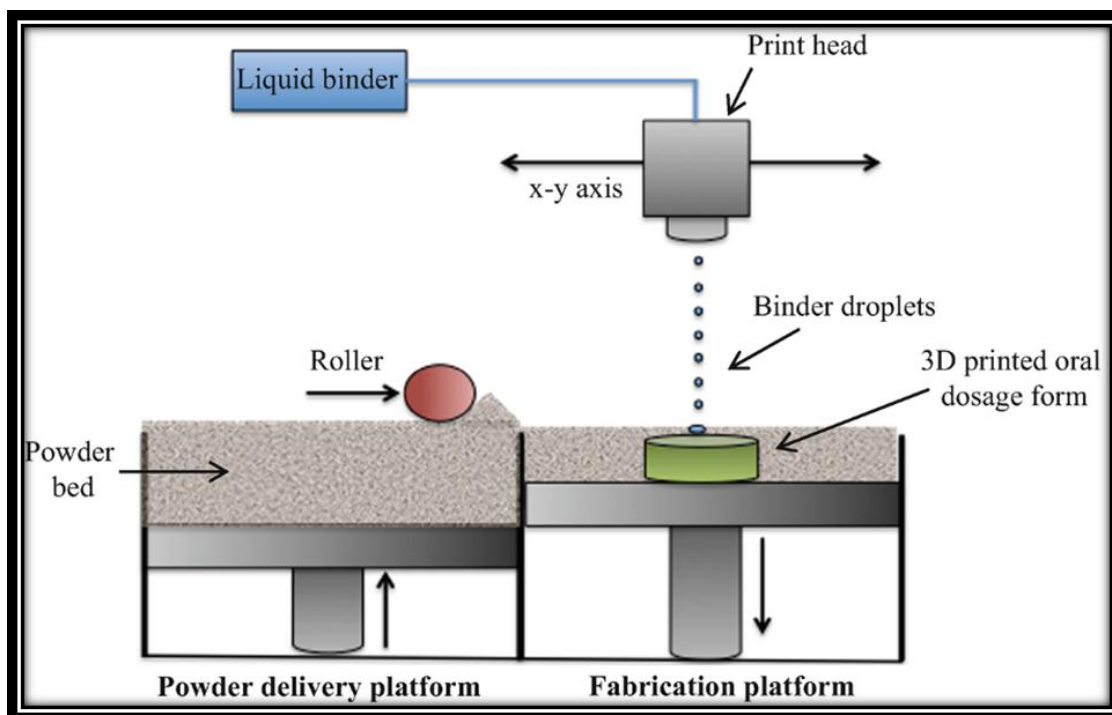 Print head
Liquid binder
x-y axis
Binder droplets
Roller
3D printed oral
dosage form
Powder
bed
Powder delivery platform
Fabrication platform